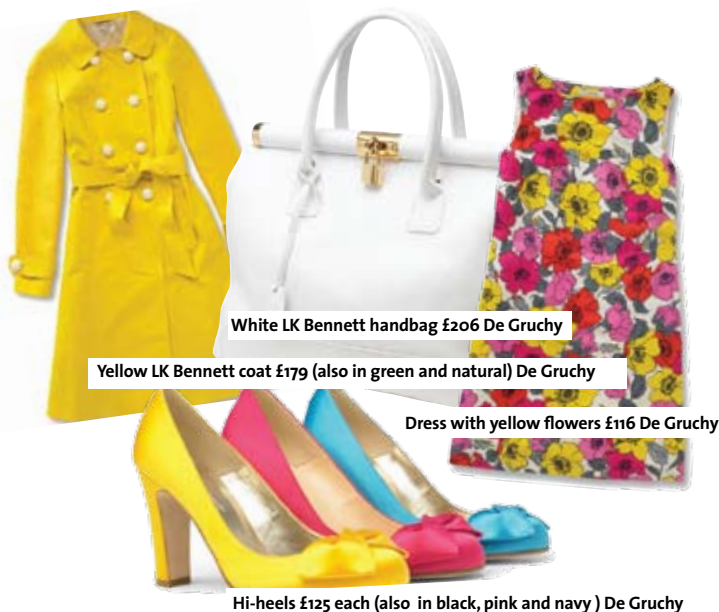 White LK Bennett handbag £206 De Gruchy
Yellow LK Bennett coat £179 (also in green and natural) De Gruchy
Dress with yellow flowers £116 De Gruchy
Hi-heels £125 each (also in black, pink and navy ) De Gruchy